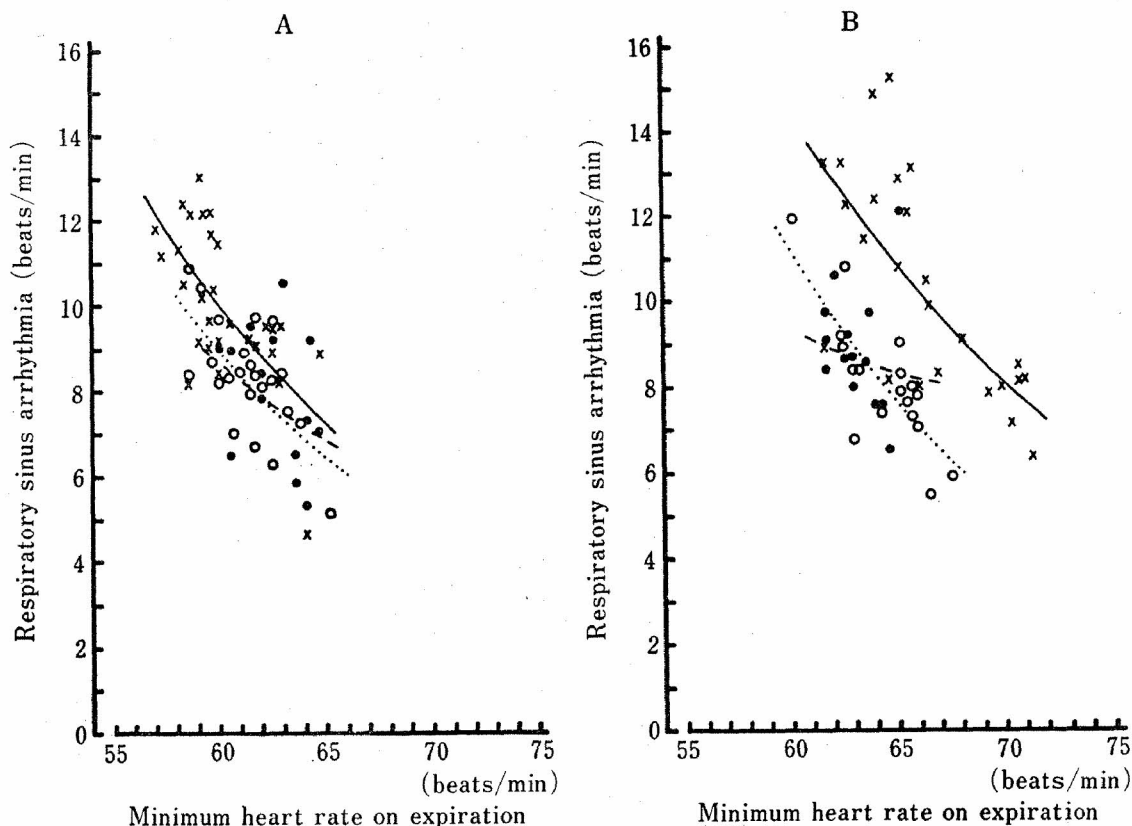 A
Respiratory sinus arrhythmia (beats/min)
16
14
12
10
8
6
4
2
0
55 60 65 70 75
(beats/min)
Minimum heart rate on expiration
B
Respiratory sinus arrhythmia (beats/min)
16
14
12
10
8
6
4
2
0
55 60 65 70 75
(beats/min)
Minimum heart rate on expiration